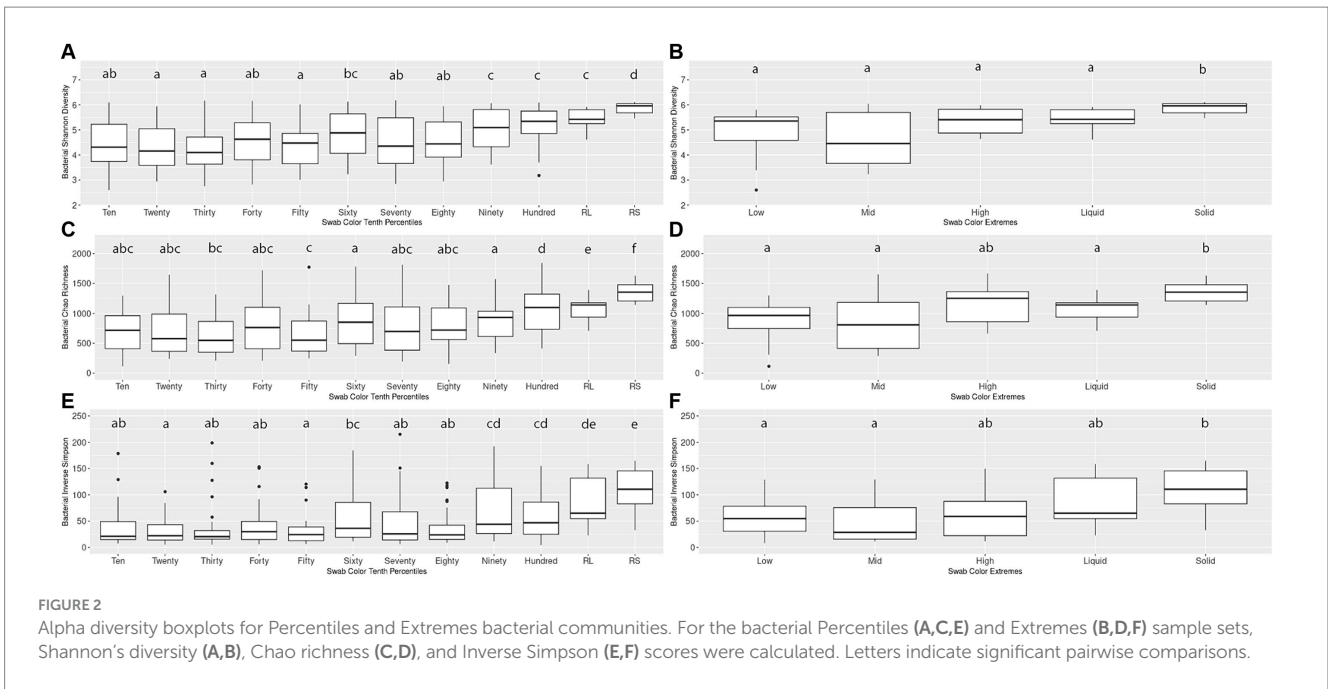 A
ab a a ab a bc ab ab c c c d
Bacterial Shannon Diversity
7
6
5
4
3
2
Ten Twenty Thirty Forty Fifty Sixty Seventy Eighty Ninety Hundred RL RS
Swab Color Tenth Percentiles
B
a a a a b
Bacterial Shannon Diversity
7
6
5
4
3
2
Low Mid High Liquid Solid
Swab Color Extremes
C
abc abc bc abc c a abc abc a d e f
Bacterial Chao Richness
2000
1500
1000
500
0
Ten Twenty Thirty Forty Fifty Sixty Seventy Eighty Ninety Hundred RL RS
Swab Color Tenth Percentiles
D
a a ab a b
Bacterial Chao Richness
2000
1500
1000
500
0
Low Mid High Liquid Solid
Swab Color Extremes
E
ab a ab ab a bc ab ab cd cd de e
Bacterial Inverse Simpson
250
200
150
100
50
0
Ten Twenty Thirty Forty Fifty Sixty Seventy Eighty Ninety Hundred RL RS
Swab Color Tenth Percentiles
F
a a ab ab b
Bacterial Inverse Simpson
250
200
150
100
50
0
Low Mid High Liquid Solid
Swab Color Extremes
FIGURE 2
Alpha diversity boxplots for Percentiles and Extremes bacterial communities. For the bacterial Percentiles (A,C,E) and Extremes (B,D,F) sample sets,
Shannon's diversity (A,B), Chao richness (C,D), and Inverse Simpson (E,F) scores were calculated. Letters indicate significant pairwise comparisons.